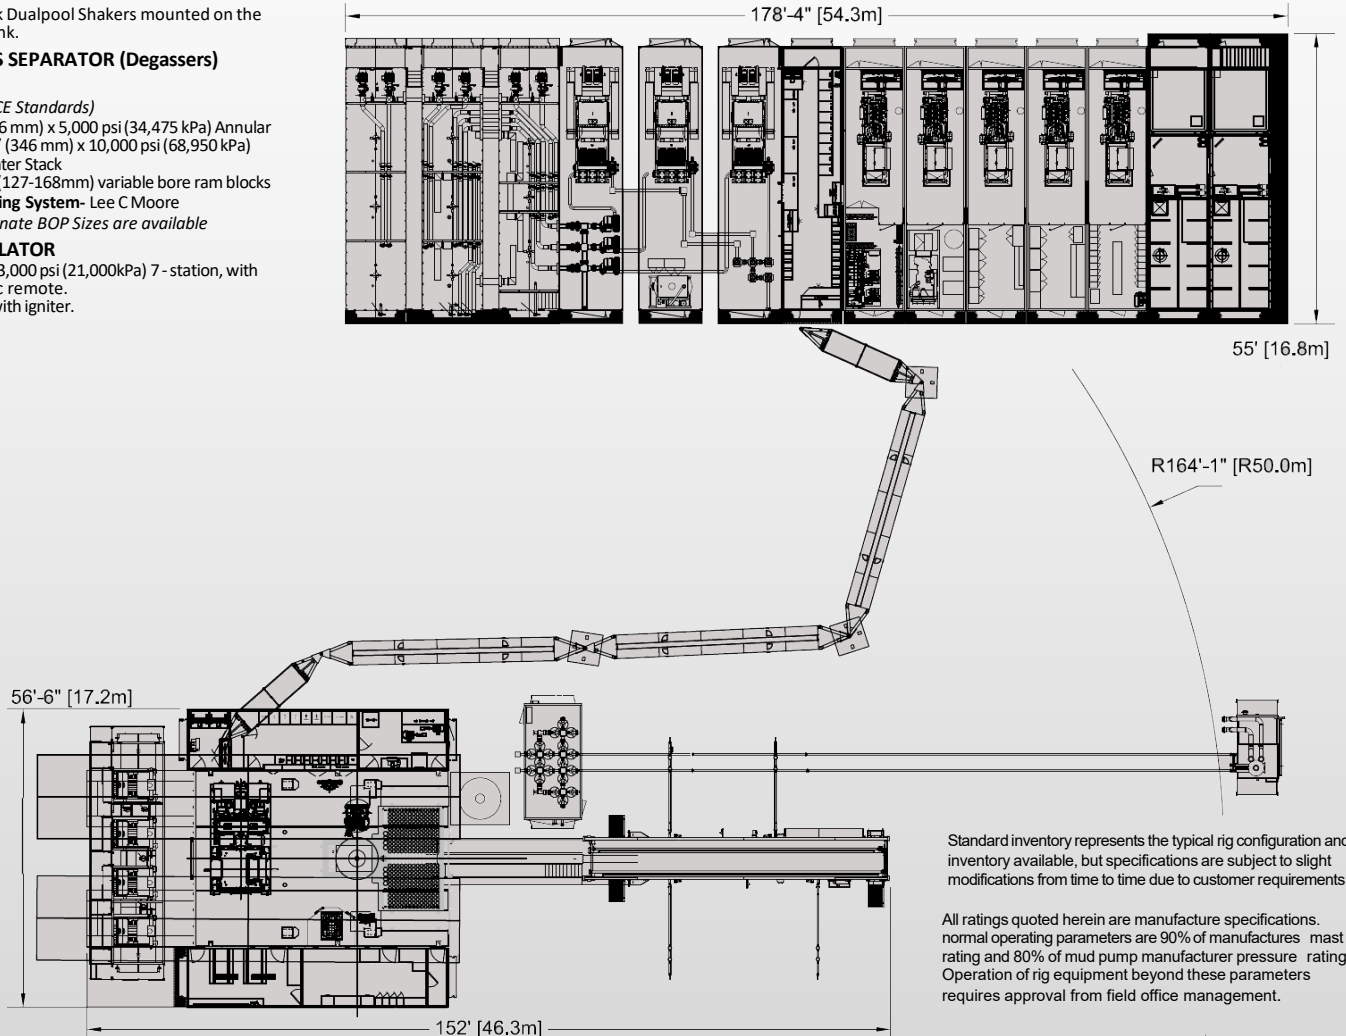 k Dualpool Shakers mounted on the
nk.
S SEPARATOR (Degassers)
CE Standards)
6 mm) x 5,000 psi (34,475 kPa) Annular
(346 mm) x 10,000 psi (68,950 kPa)
ter Stack
(127-168mm) variable bore ram blocks
ing System- Lee C Moore
nate BOP Sizes are available
LATOR
3,000 psi (21,000kPa) 7 - station, with
c remote.
with igniter.
178'-4" [54.3m]
55' [16.8m]
R164'-1" [R50.0m]
56'-6" [17.2m]
152' [46.3m]
Standard inventory represents the typical rig configuration and
inventory available, but specifications are subject to slight
modifications from time to time due to customer requirements
All ratings quoted herein are manufacture specifications.
normal operating parameters are 90% of manufactures mast
rating and 80% of mud pump manufacturer pressure rating
Operation of rig equipment beyond these parameters
requires approval from field office management.